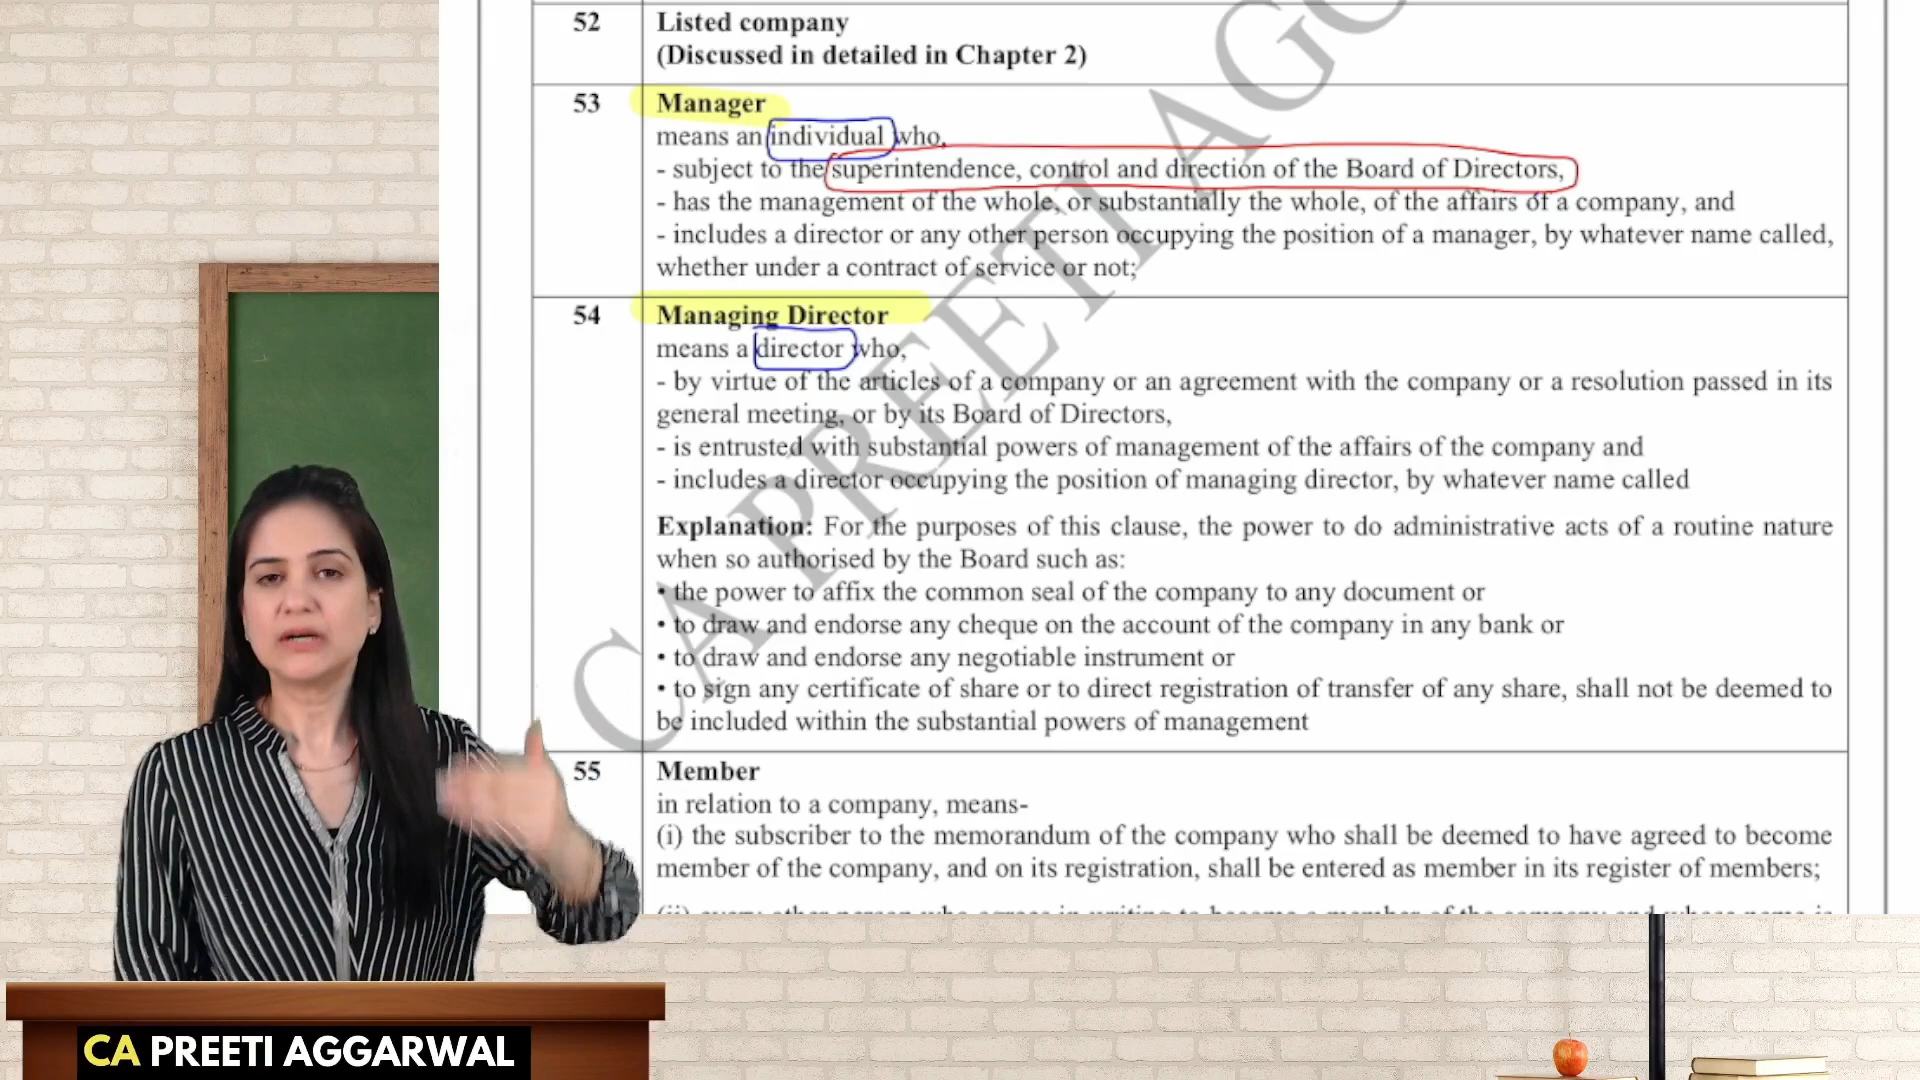 52 Listed company
(Discussed in detailed in Chapter 2)
53 Manager
means an individual who,
- subject to the superintendence, control and direction of the Board of Directors,
- has the management of the whole, or substantially the whole, of the affairs of a company, and
- includes a director or any other person occupying the position of a manager, by whatever name called,
whether under a contract of service or not;
54 Managing Director
means a director who,
- by virtue of the articles of a company or an agreement with the company or a resolution passed in its
general meeting, or by its Board of Directors,
- is entrusted with substantial powers of management of the affairs of the company and
- includes a director occupying the position of managing director, by whatever name called
Explanation: For the purposes of this clause, the power to do administrative acts of a routine nature
when so authorised by the Board such as:
• the power to affix the common seal of the company to any document or
• to draw and endorse any cheque on the account of the company in any bank or
• to draw and endorse any negotiable instrument or
• to sign any certificate of share or to direct registration of transfer of any share, shall not be deemed to
be included within the substantial powers of management
55 Member
in relation to a company, means-
(i) the subscriber to the memorandum of the company who shall be deemed to have agreed to become
member of the company, and on its registration, shall be entered as member in its register of members;
CA PREETI AGG
CA PREETI AGGARWAL